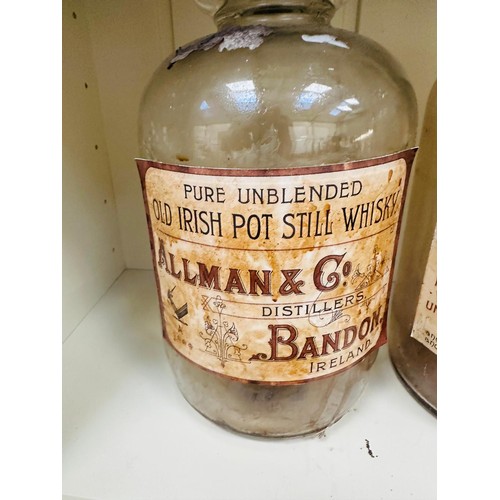 PURE UNBLENDED
OLD IRISH POT STILL WHISKY
ALLMAN & Co
DISTILLERS
BANDON
IRELAND